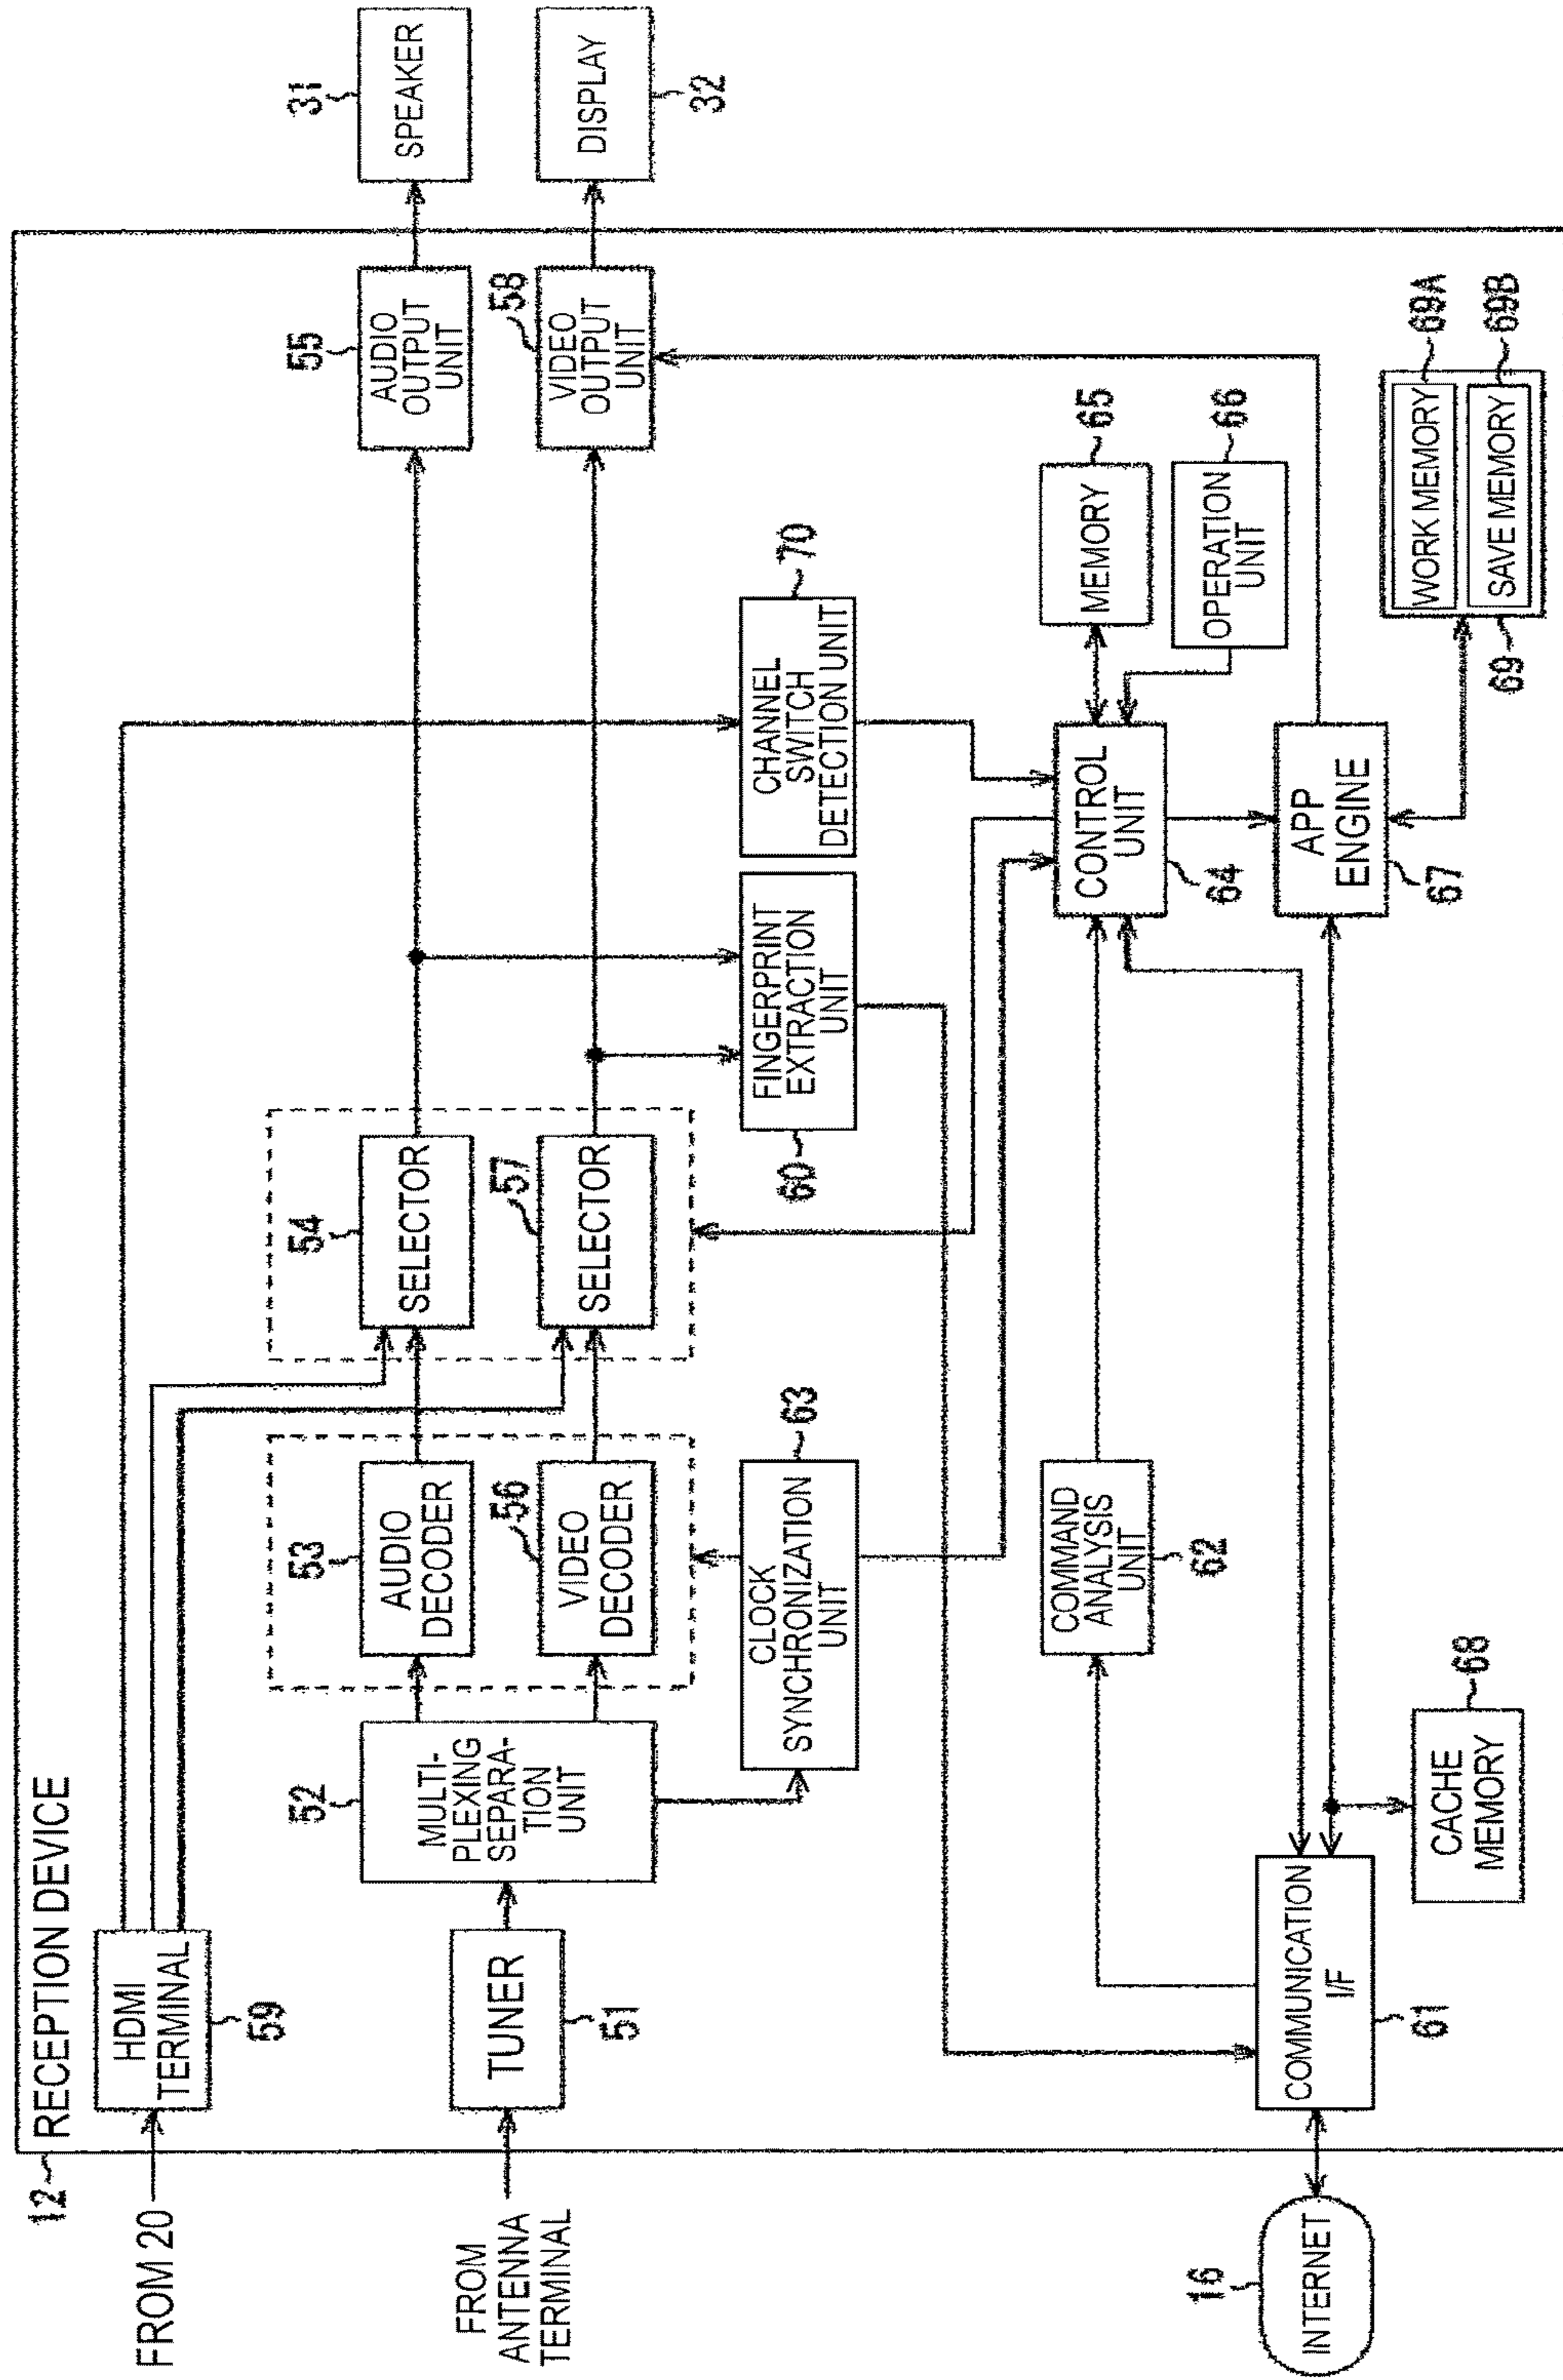 12 RECEPTION DEVICE
FROM 20
HDMI
TERMINAL
59
FROM
ANTENNA
TERMINAL
TUNER
51
52
MULTI-
PLEXING
SEPARA-
TION
UNIT
53
AUDIO
DECODER
56
VIDEO
DECODER
54
SELECTOR
57
SELECTOR
55
AUDIO
OUTPUT
UNIT
58
VIDEO
OUTPUT
UNIT
31
SPEAKER
DISPLAY
32
CLOCK
SYNCHRONIZATION
UNIT
63
FINGERPRINT
EXTRACTION
UNIT
60
CHANNEL
SWITCH
DETECTION UNIT
70
COMMAND
ANALYSIS
UNIT
62
CONTROL
UNIT
64
MEMORY
65
OPERATION
UNIT
66
16
INTERNET
COMMUNICATION
I/F
61
CACHE
MEMORY
68
APP
ENGINE
67
WORK MEMORY
69A
SAVE MEMORY
69B
69